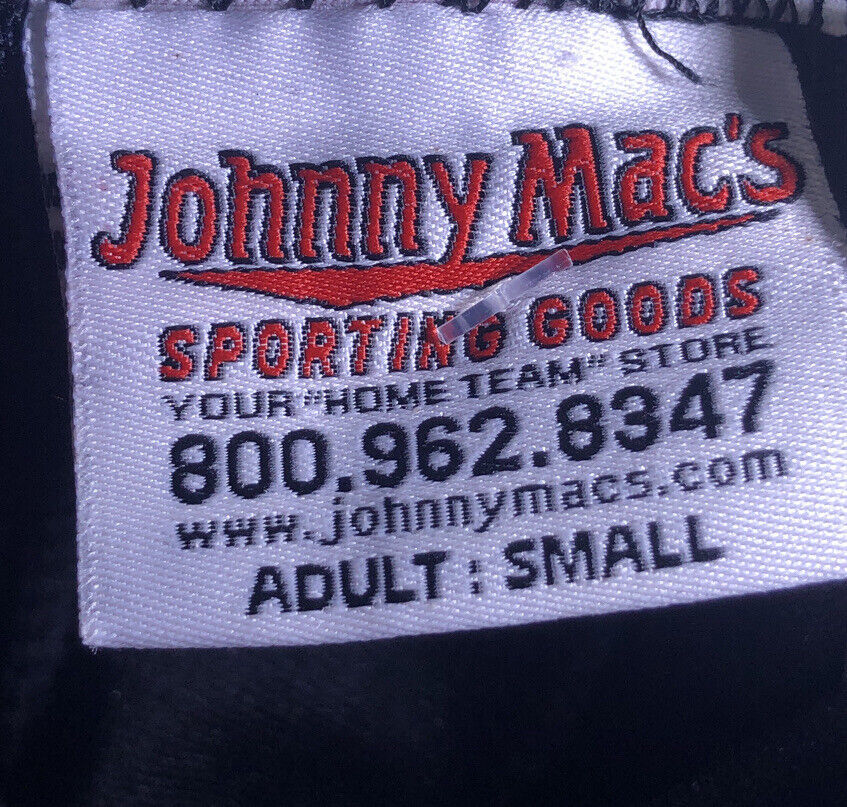 Johnny Mac's
SPORTING GOODS
YOUR "HOME TEAM" STORE
800.962.8347
www.johnnymacs.com
ADULT : SMALL